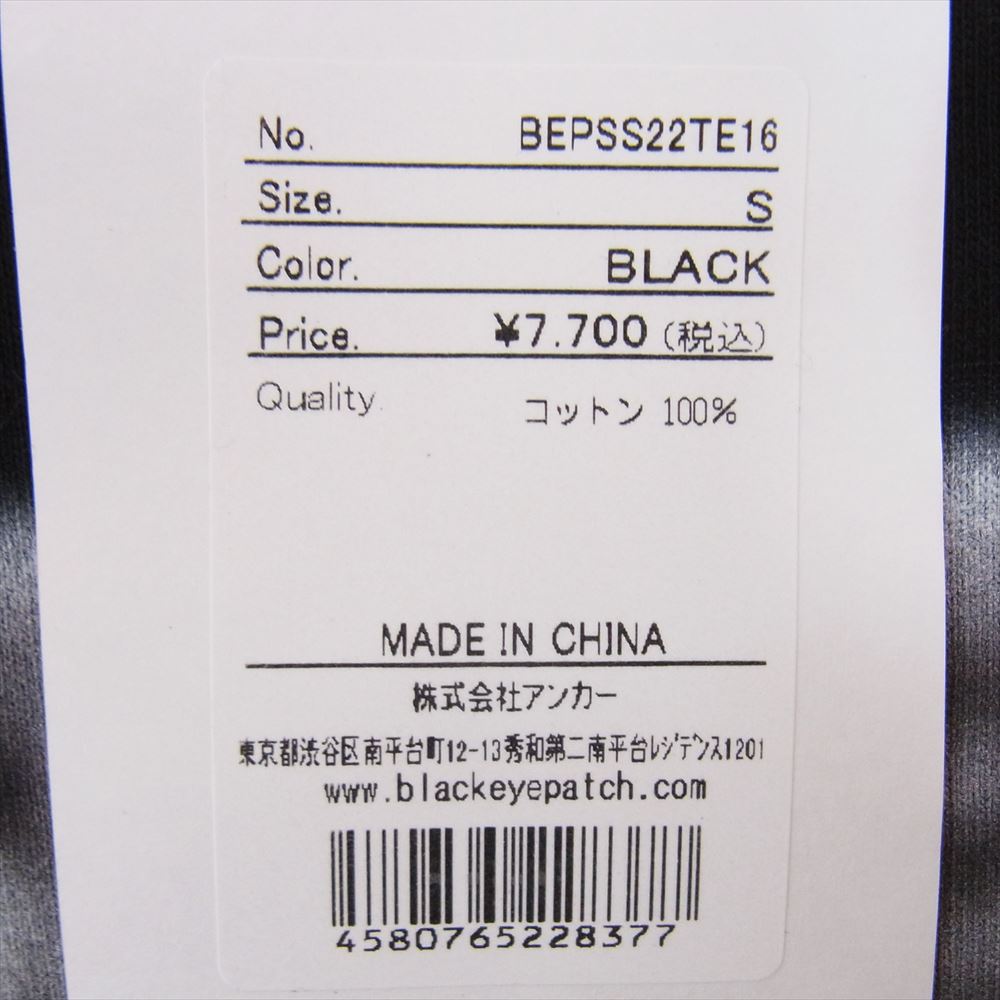 No. BEPSS22TE16
Size. S
Color. BLACK
Price. ¥7.700 (税込)
Quality. コットン 100%
MADE IN CHINA
株式会社アンカー
東京都渋谷区南平台町12-13秀和第二南平台ﾚｼﾞﾃﾞﾝｽ1201
www.blackeyepatch.com
4580765228377